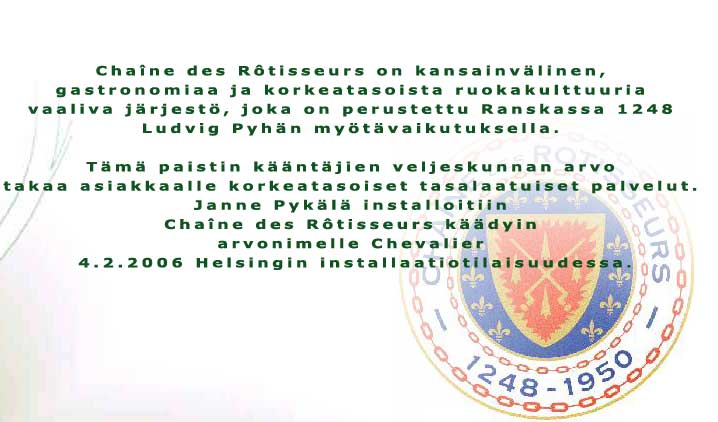 Chaîne des Rôtisseurs on kansainvälinen,
gastronomiaa ja korkeatasoista ruokakulttuuria
vaaliva järjestö, joka on perustettu Ranskassa 1248
Ludvig Pyhän myötävaikutuksella.
Tämä paistin kääntäjien veljeskunnan arvo
takaa asiakkaalle korkeatasoiset tasalaatuiset palvelut.
Janne Pykälä installoitiin
Chaîne des Rôtisseurs käädyin
arvonimelle Chevalier
4.2.2006 Helsingin installaatiotilaisuudessa.
CHAINE DES ROTISSEURS
1248-1950